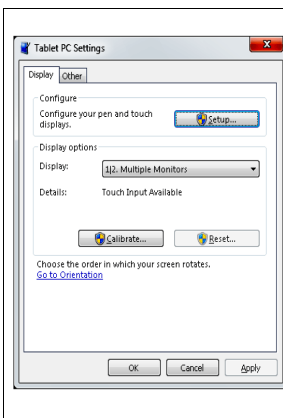 Tablet PC Settings
Display Other
Configure
Configure your pen and touch
displays.
Setup...
Display options
Display: 1|2. Multiple Monitors
Details: Touch Input Available
Calibrate... Reset...
Choose the order in which your screen rotates.
Go to Orientation
OK Cancel Apply